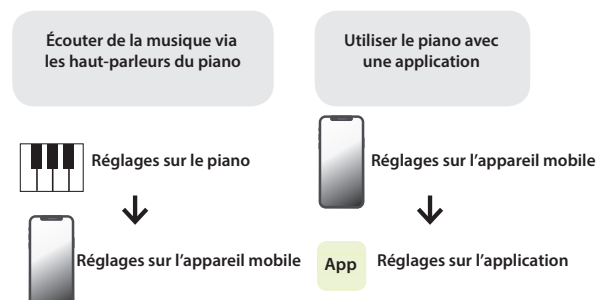 Écouter de la musique via
les haut-parleurs du piano
Réglages sur le piano
Réglages sur l'appareil mobile
Utiliser le piano avec
une application
Réglages sur l'appareil mobile
App
Réglages sur l'application